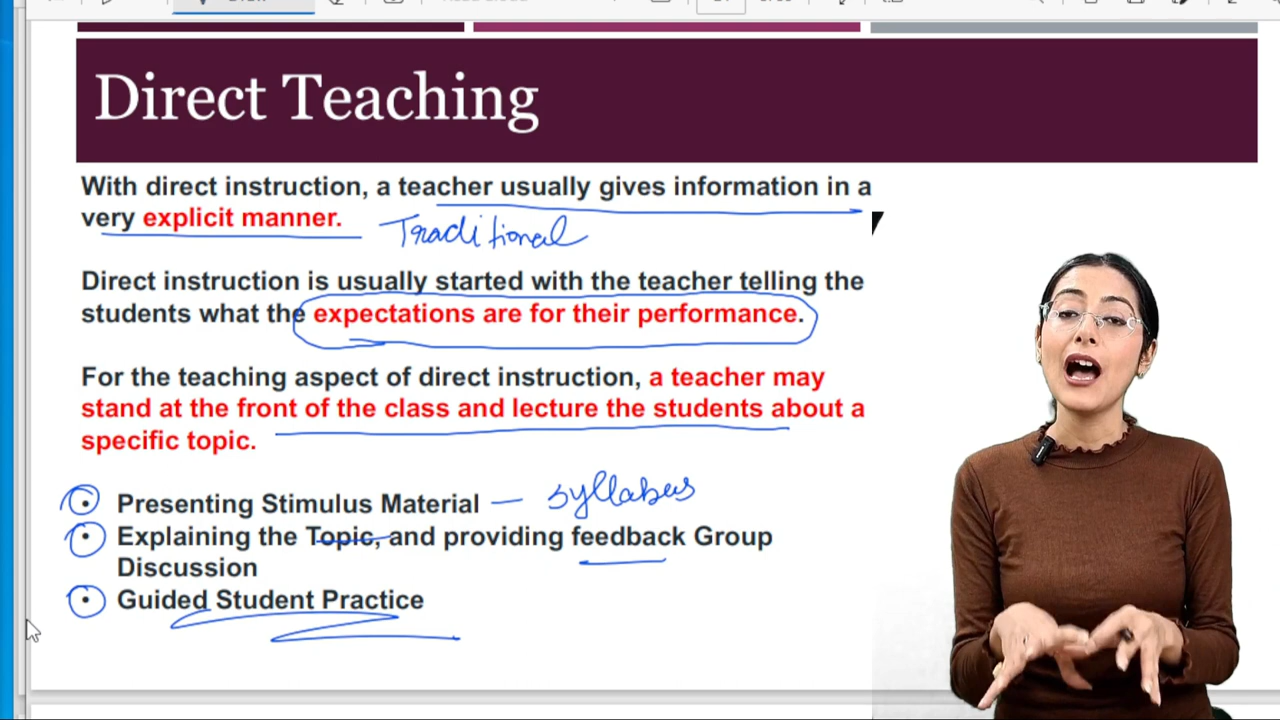 Direct Teaching
With direct instruction, a teacher usually gives information in a
very explicit manner. Traditional
Direct instruction is usually started with the teacher telling the
students what the expectations are for their performance.
For the teaching aspect of direct instruction, a teacher may
stand at the front of the class and lecture the students about a
specific topic.
• Presenting Stimulus Material — syllabus
• Explaining the Topic, and providing feedback Group
Discussion
• Guided Student Practice